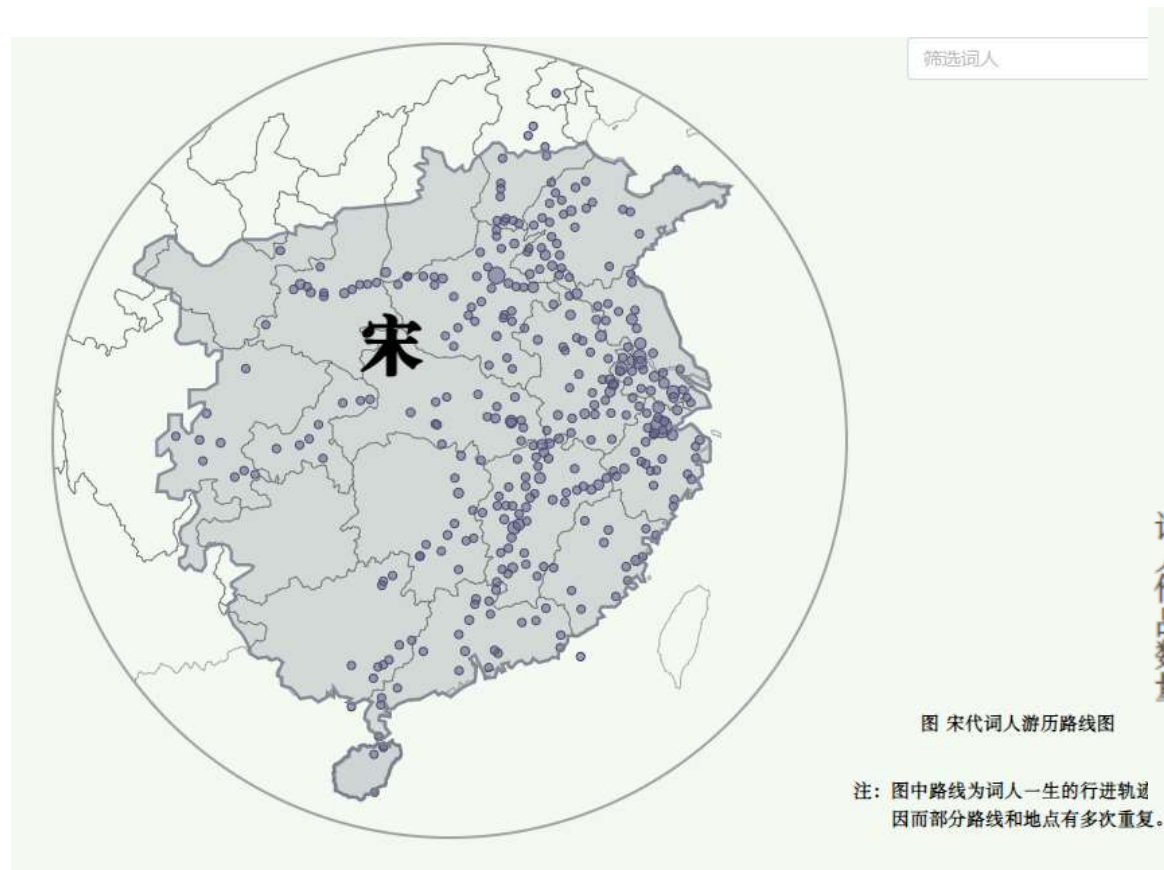 筛选词人
宋
图 宋代词人游历路线图
注：图中路线为词人一生的行进轨迹
因而部分路线和地点有多次重复。